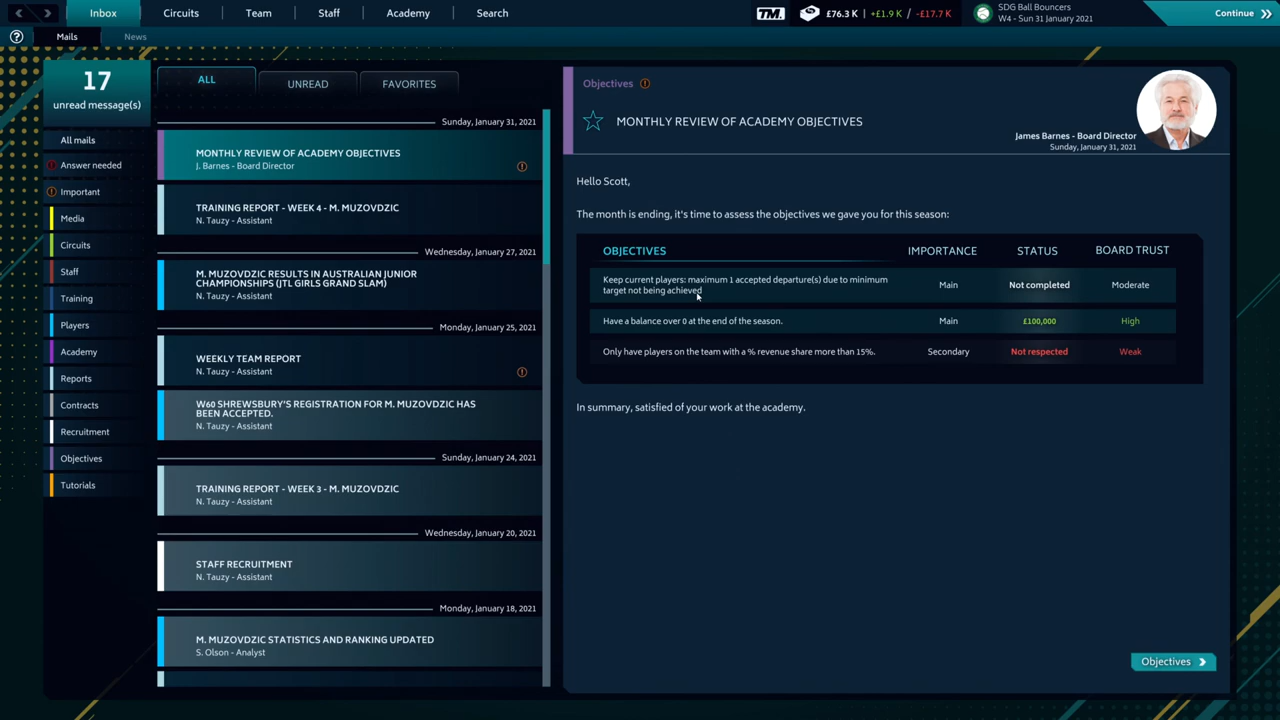 Inbox
Circuits
Team
Staff
Academy
Search
TM.
£76.3 K
+£1.9 K / -£17.7 K
SDG Ball Bouncers
W4 - Sun 31 January 2021
Continue
Mails
News
17
unread message(s)
All mails
Answer needed
Important
Media
Circuits
Staff
Training
Players
Academy
Reports
Contracts
Recruitment
Objectives
Tutorials
ALL
UNREAD
FAVORITES
Sunday, January 31, 2021
MONTHLY REVIEW OF ACADEMY OBJECTIVES
J. Barnes - Board Director
TRAINING REPORT - WEEK 4 - M. MUZOVDZIC
N. Tauzy - Assistant
Wednesday, January 27, 2021
M. MUZOVDZIC RESULTS IN AUSTRALIAN JUNIOR
CHAMPIONSHIPS (JTL GIRLS GRAND SLAM)
N. Tauzy - Assistant
Monday, January 25, 2021
WEEKLY TEAM REPORT
N. Tauzy - Assistant
W60 SHREWSBURY'S REGISTRATION FOR M. MUZOVDZIC HAS
BEEN ACCEPTED.
N. Tauzy - Assistant
Sunday, January 24, 2021
TRAINING REPORT - WEEK 3 - M. MUZOVDZIC
N. Tauzy - Assistant
Wednesday, January 20, 2021
STAFF RECRUITMENT
N. Tauzy - Assistant
Monday, January 18, 2021
M. MUZOVDZIC STATISTICS AND RANKING UPDATED
S. Olson - Analyst
Objectives
MONTHLY REVIEW OF ACADEMY OBJECTIVES
James Barnes - Board Director
Sunday, January 31, 2021
Hello Scott,
The month is ending, it's time to assess the objectives we gave you for this season:
OBJECTIVES IMPORTANCE STATUS BOARD TRUST
Keep current players: maximum 1 accepted departure(s) due to minimum
target not being achieved
Main Not completed Moderate
Have a balance over 0 at the end of the season. Main £100,000 High
Only have players on the team with a % revenue share more than 15%. Secondary Not respected Weak
In summary, satisfied of your work at the academy.
Objectives